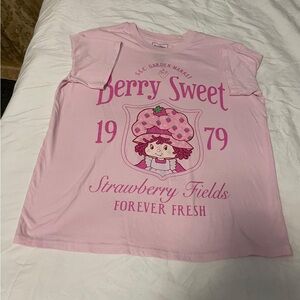 S.S.C. GARDEN MARKET
Berry Sweet
19 79
Strawberry Fields
FOREVER FRESH